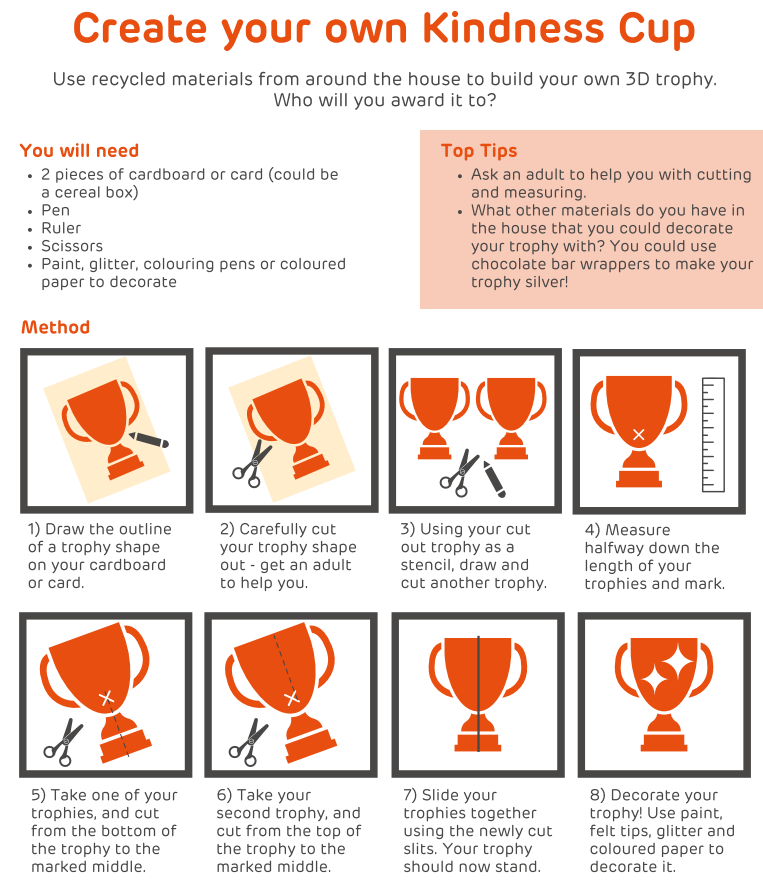 Create your own Kindness Cup
Use recycled materials from around the house to build your own 3D trophy.
Who will you award it to?
You will need
• 2 pieces of cardboard or card (could be
a cereal box)
• Pen
• Ruler
• Scissors
• Paint, glitter, colouring pens or coloured
paper to decorate
Top Tips
• Ask an adult to help you with cutting
and measuring.
• What other materials do you have in
the house that you could decorate
your trophy with? You could use
chocolate bar wrappers to make your
trophy silver!
Method
1) Draw the outline
of a trophy shape
on your cardboard
or card.
2) Carefully cut
your trophy shape
out - get an adult
to help you.
3) Using your cut
out trophy as a
stencil, draw and
cut another trophy.
4) Measure
halfway down the
length of your
trophies and mark.
5) Take one of your
trophies, and cut
from the bottom of
the trophy to the
marked middle.
6) Take your
second trophy, and
cut from the top of
the trophy to the
marked middle.
7) Slide your
trophies together
using the newly cut
slits. Your trophy
should now stand.
8) Decorate your
trophy! Use paint,
felt tips, glitter and
coloured paper to
decorate it.